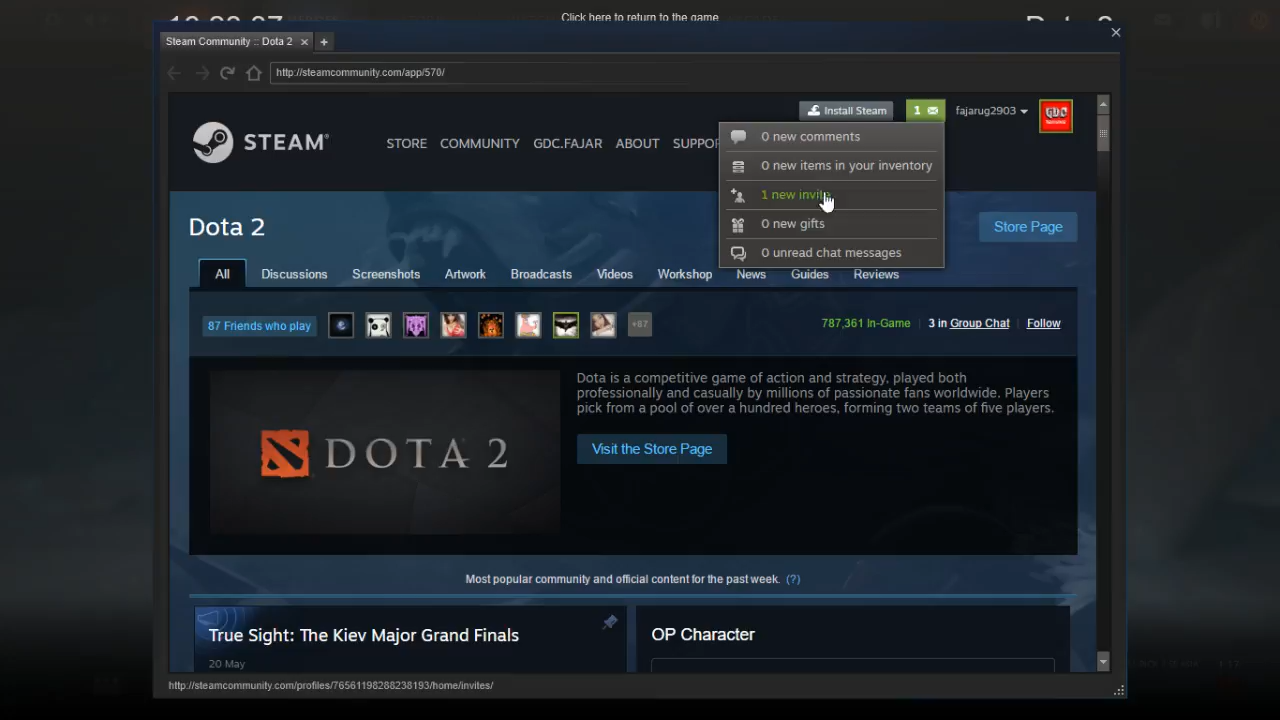 Click here to return to the game
Steam Community :: Dota 2
http://steamcommunity.com/app/570/
Install Steam
1
fajarug2903
STEAM®
STORE COMMUNITY GDC.FAJAR ABOUT SUPPOR
0 new comments
0 new items in your inventory
1 new invite
0 new gifts
0 unread chat messages
Dota 2
Store Page
All Discussions Screenshots Artwork Broadcasts Videos Workshop News Guides Reviews
87 Friends who play
+87
787,361 In-Game
3 in Group Chat
Follow
DOTA 2
Dota is a competitive game of action and strategy, played both
professionally and casually by millions of passionate fans worldwide. Players
pick from a pool of over a hundred heroes, forming two teams of five players.
Visit the Store Page
Most popular community and official content for the past week. (?)
True Sight: The Kiev Major Grand Finals
20 May
OP Character
http://steamcommunity.com/profiles/76561198288238193/home/invites/